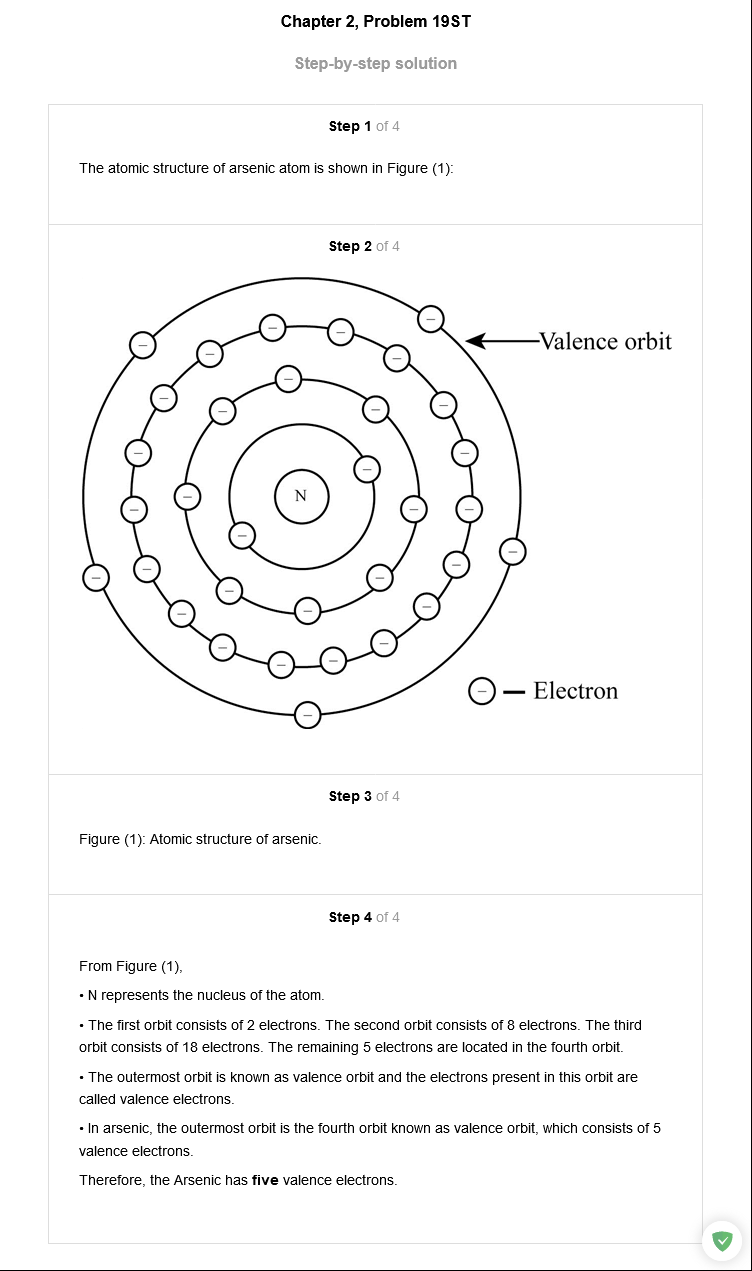 Chapter 2, Problem 19ST
Step-by-step solution
Step 1 of 4
The atomic structure of arsenic atom is shown in Figure (1):
Step 2 of 4
Valence orbit
N
Electron
Step 3 of 4
Figure (1): Atomic structure of arsenic.
Step 4 of 4
From Figure (1),
• N represents the nucleus of the atom.
• The first orbit consists of 2 electrons. The second orbit consists of 8 electrons. The third
orbit consists of 18 electrons. The remaining 5 electrons are located in the fourth orbit.
• The outermost orbit is known as valence orbit and the electrons present in this orbit are
called valence electrons.
• In arsenic, the outermost orbit is the fourth orbit known as valence orbit, which consists of 5
valence electrons.
Therefore, the Arsenic has five valence electrons.